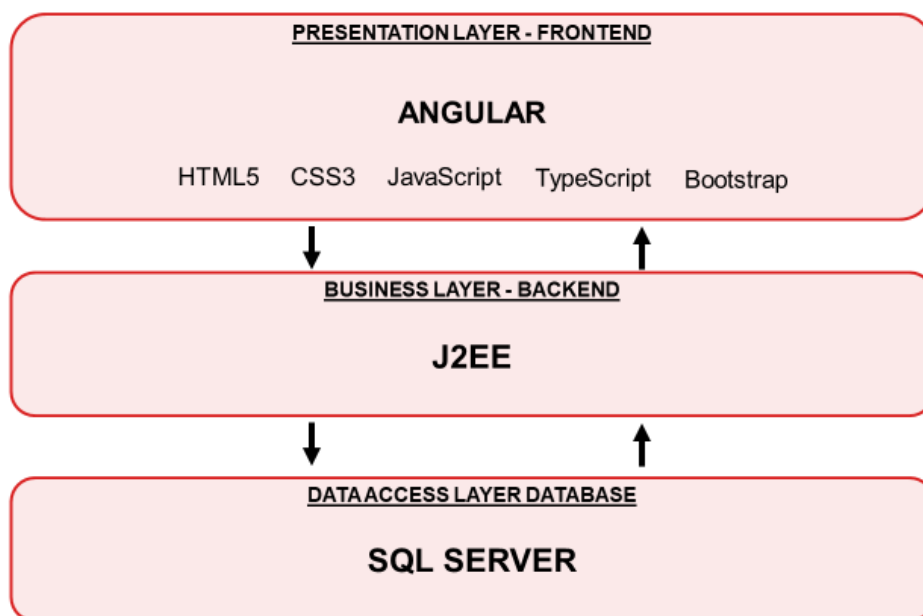 PRESENTATION LAYER - FRONTEND
ANGULAR
HTML5 CSS3 JavaScript TypeScript Bootstrap
BUSINESS LAYER - BACKEND
J2EE
DATA ACCESS LAYER DATABASE
SQL SERVER